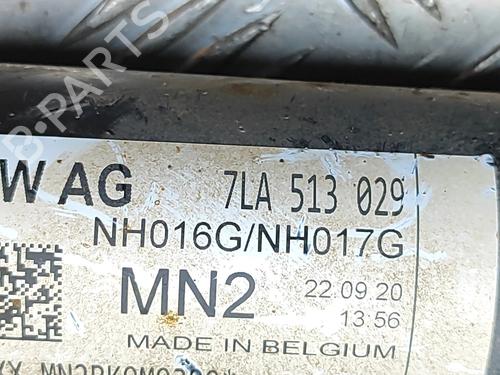 B-PARTS
W AG 7LA 513 029
NH016G/NH017G
MN2 22.09.20
13:56
MADE IN BELGIUM